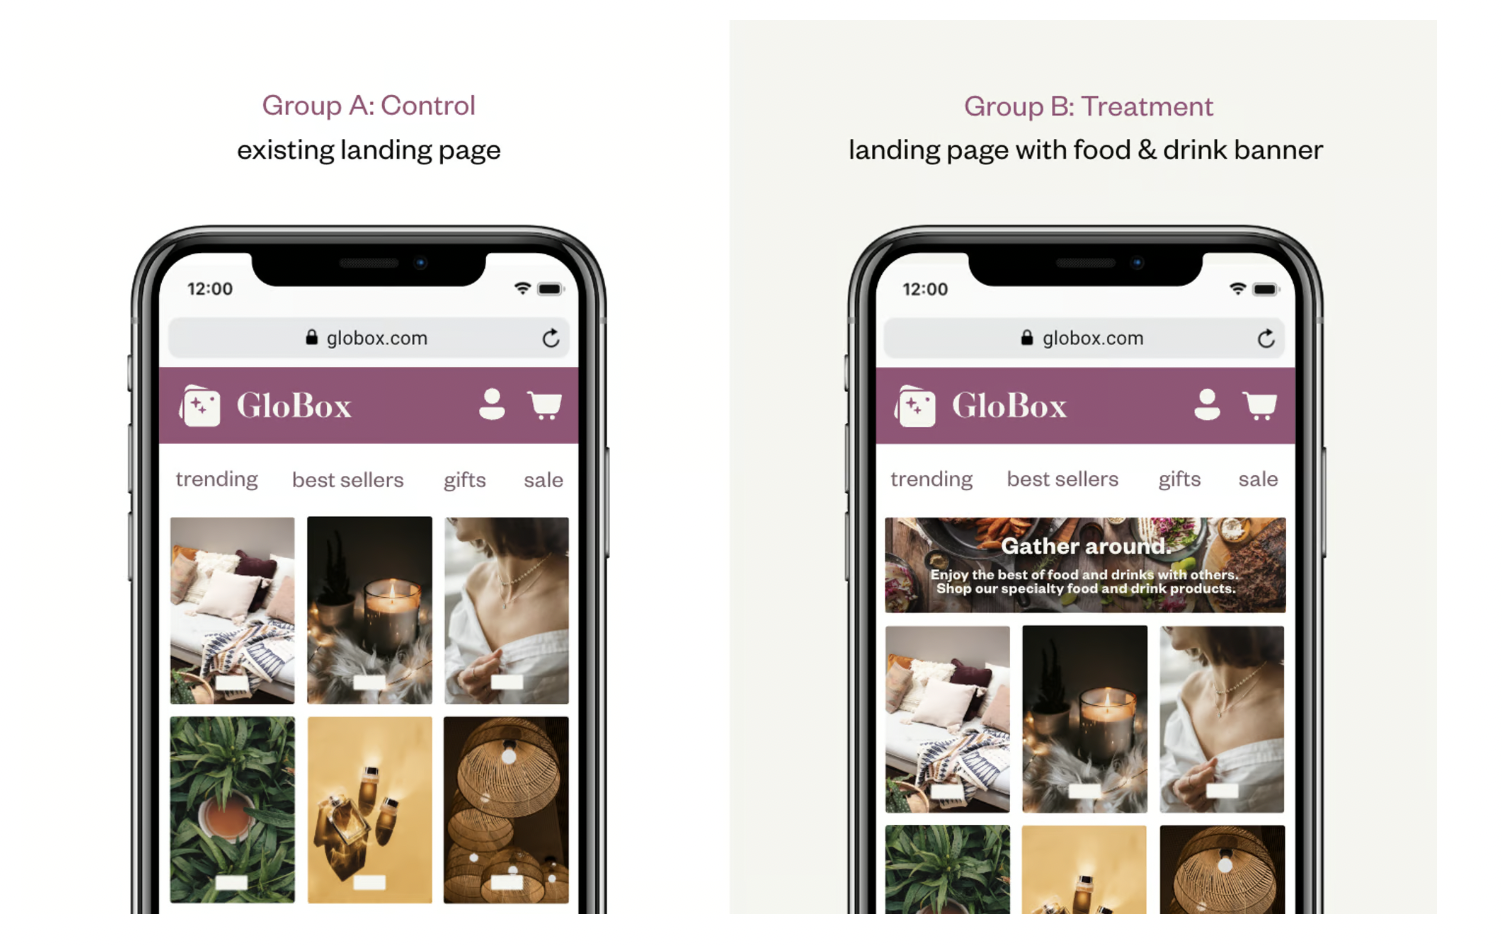 Group A: Control
existing landing page
12:00
globox.com
GloBox
trending best sellers gifts sale
Group B: Treatment
landing page with food & drink banner
12:00
globox.com
GloBox
trending best sellers gifts sale
Gather around.
Enjoy the best of food and drinks with others.
Shop our specialty food and drink products.